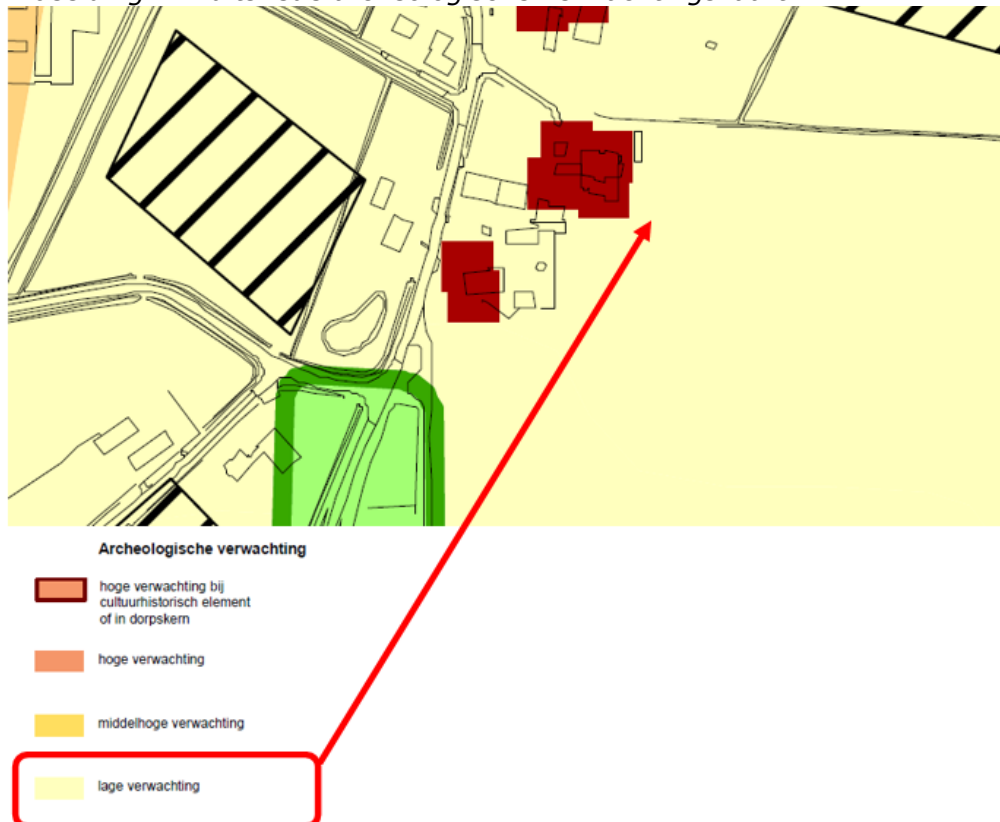 Archeologische verwachting
hoge verwachting bij
cultuurhistorisch element
of in dorpskern
hoge verwachting
middelhoge verwachting
lage verwachting